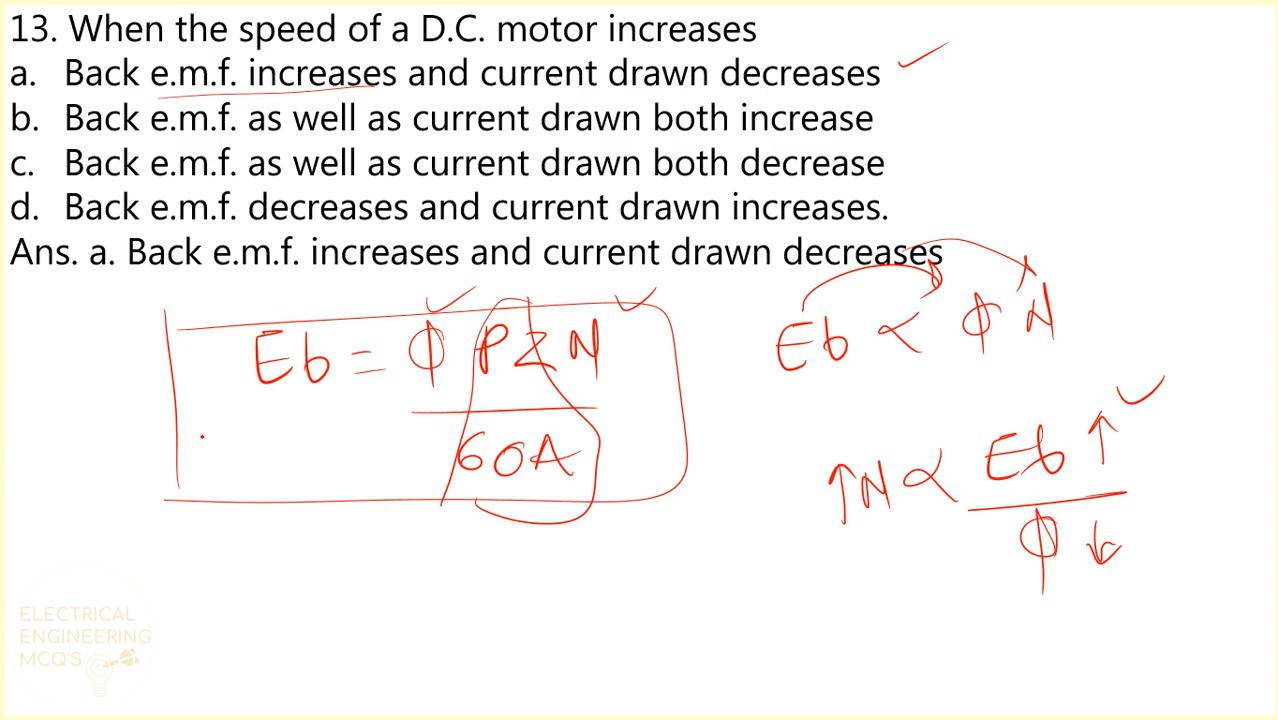 13. When the speed of a D.C. motor increases
a. Back e.m.f. increases and current drawn decreases
b. Back e.m.f. as well as current drawn both increase
c. Back e.m.f. as well as current drawn both decrease
d. Back e.m.f. decreases and current drawn increases.
Ans. a. Back e.m.f. increases and current drawn decreases
Eb = ϕ PZN
60A
Eb ∝ ϕ N
↑N ∝ Eb ↑
ϕ ↓
ELECTRICAL
ENGINEERING
MCQ'S